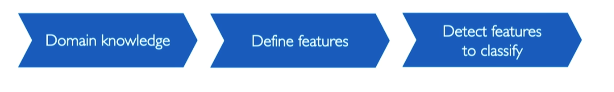 Domain knowledge
Define features
Detect features
to classify